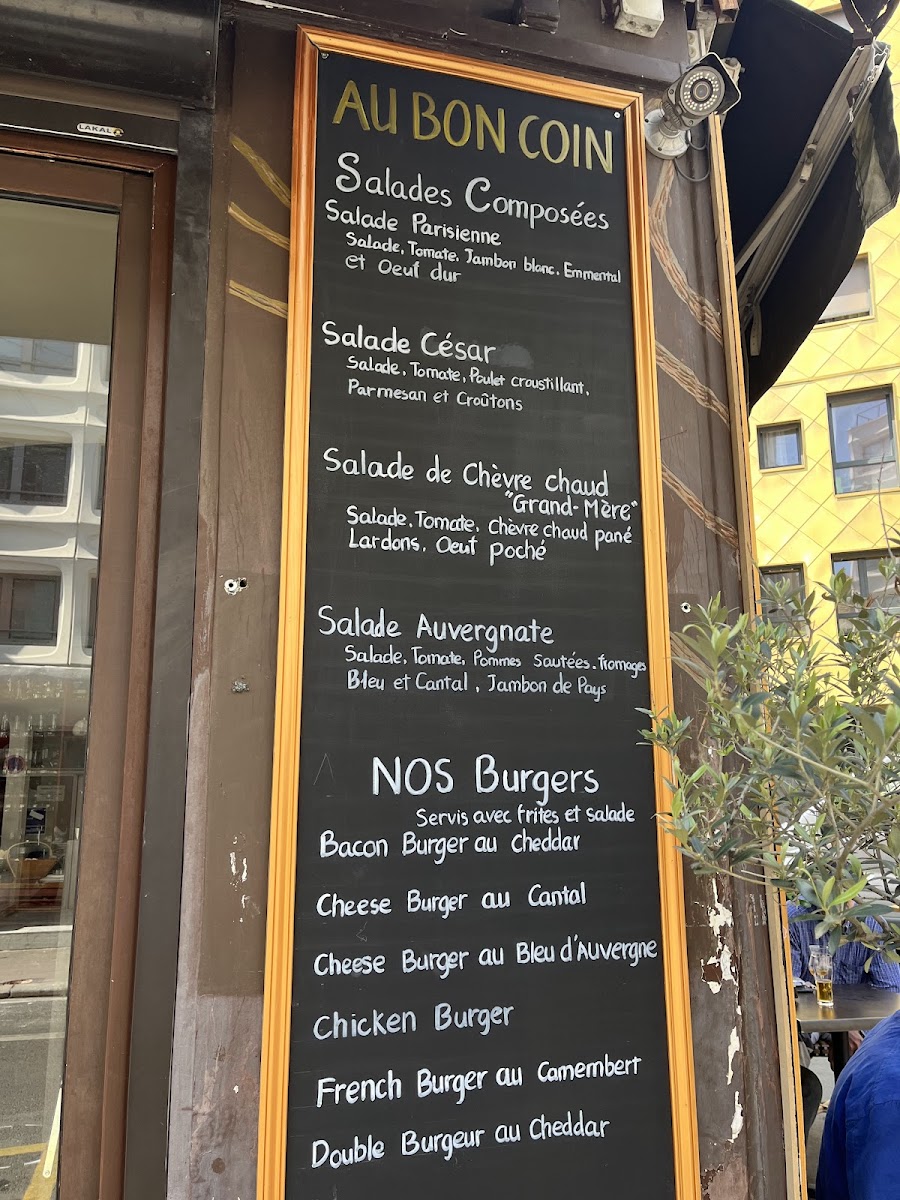 LAKAL
AU BON COIN
Salades Composées
Salade Parisienne
Salade, Tomate, Jambon blanc, Emmental
et Oeuf dur
Salade César
Salade, Tomate, Poulet croustillant,
Parmesan et Croûtons
Salade de Chèvre chaud
"Grand-Mère"
Salade, Tomate, chèvre chaud pané
Lardons, Oeuf poché
Salade Auvergnate
Salade, Tomate, Pommes Sautées, fromages
Bleu et Cantal, Jambon de Pays
NOS Burgers
Servis avec frites et salade
Bacon Burger au Cheddar
Cheese Burger au Cantal
Cheese Burger au Bleu d'Auvergne
Chicken Burger
French Burger au Camembert
Double Burgeur au Cheddar